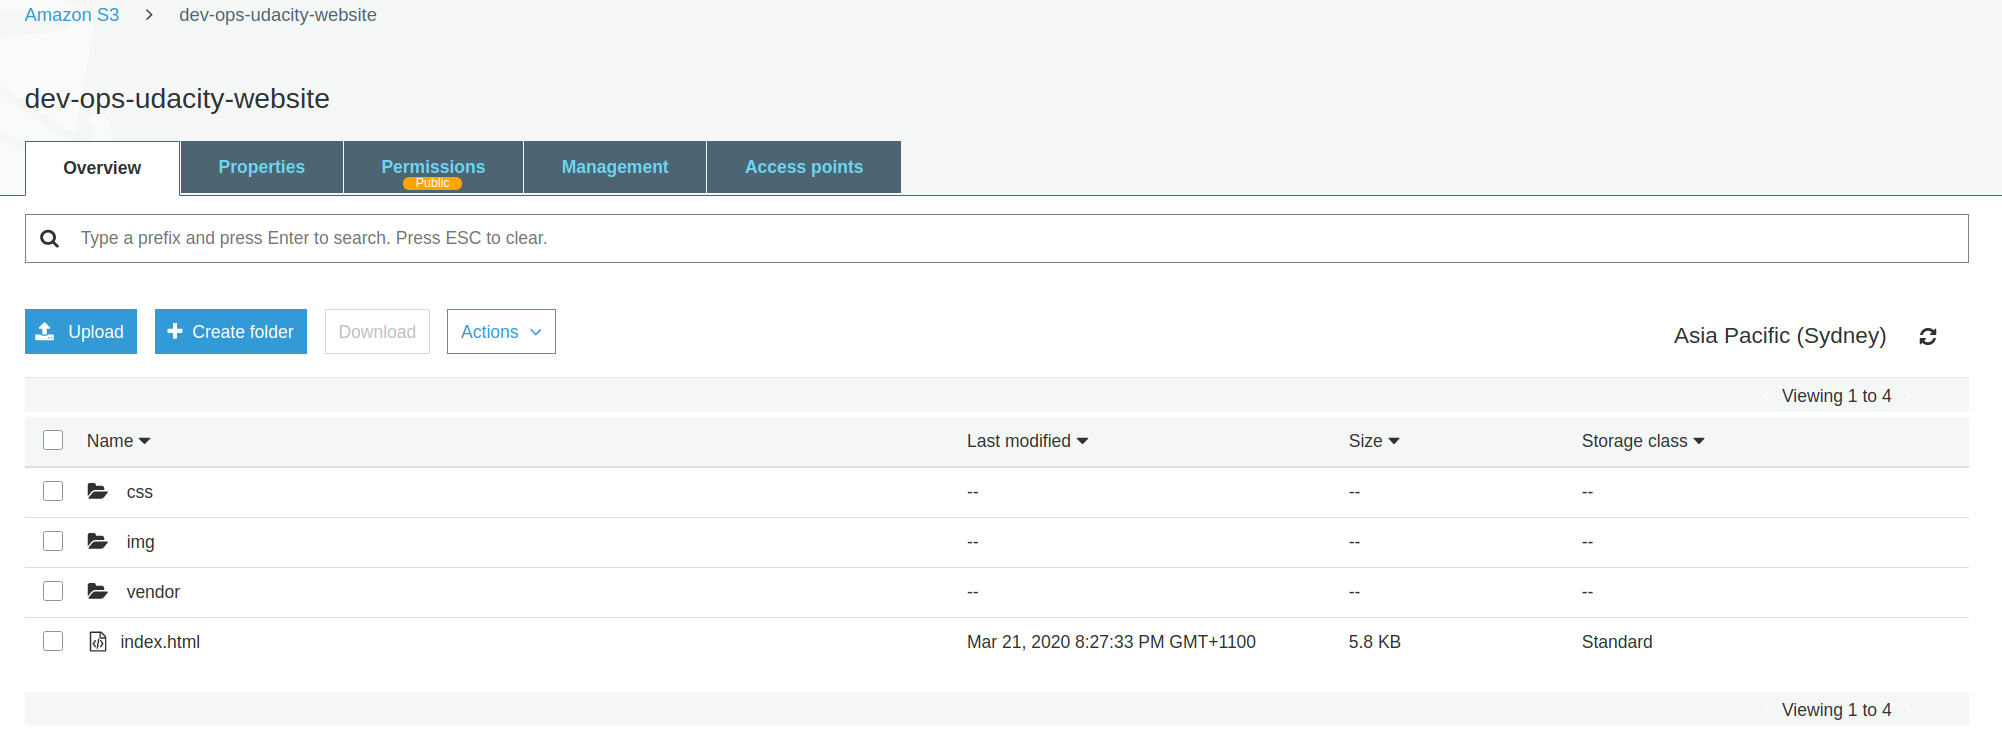 Amazon S3 > dev-ops-udacity-website
dev-ops-udacity-website
Overview Properties Permissions Management Access points
Public
Type a prefix and press Enter to search. Press ESC to clear.
Upload Create folder Download Actions
Asia Pacific (Sydney)
Viewing 1 to 4
Name Last modified Size Storage class
css -- -- --
img -- -- --
vendor -- -- --
index.html Mar 21, 2020 8:27:33 PM GMT+1100 5.8 KB Standard
Viewing 1 to 4